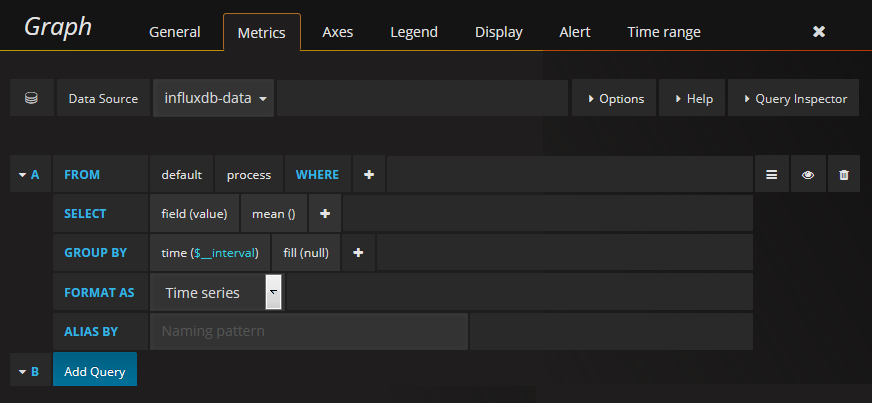 Graph General Metrics Axes Legend Display Alert Time range
Data Source influxdb-data Options Help Query Inspector
A FROM default process WHERE
SELECT field (value) mean ()
GROUP BY time ($__interval) fill (null)
FORMAT AS Time series
ALIAS BY Naming pattern
B Add Query